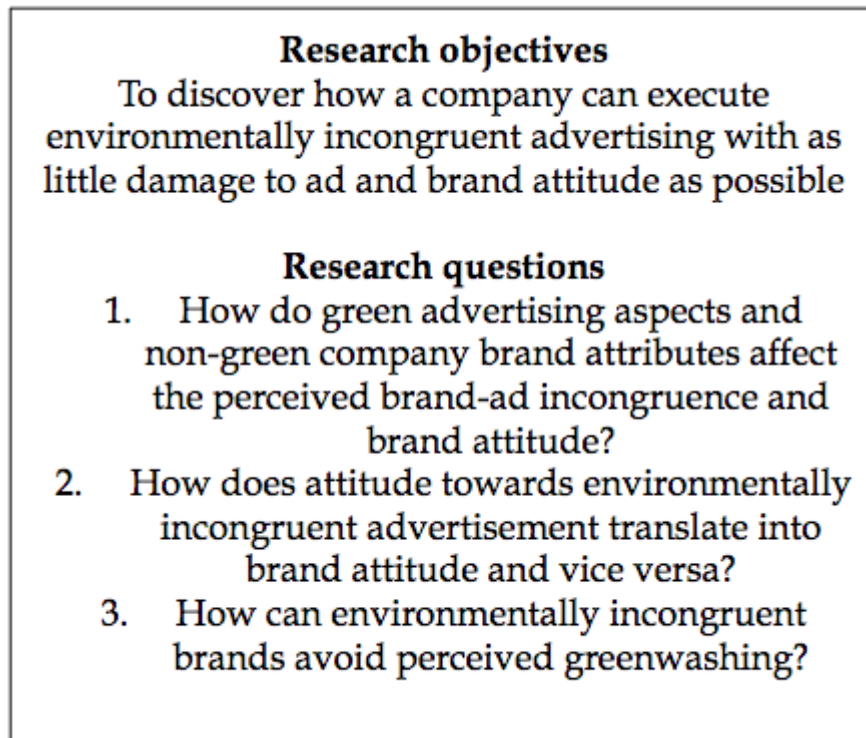 Research objectives
To discover how a company can execute
environmentally incongruent advertising with as
little damage to ad and brand attitude as possible
Research questions
1. How do green advertising aspects and
non-green company brand attributes affect
the perceived brand-ad incongruence and
brand attitude?
2. How does attitude towards environmentally
incongruent advertisement translate into
brand attitude and vice versa?
3. How can environmentally incongruent
brands avoid perceived greenwashing?